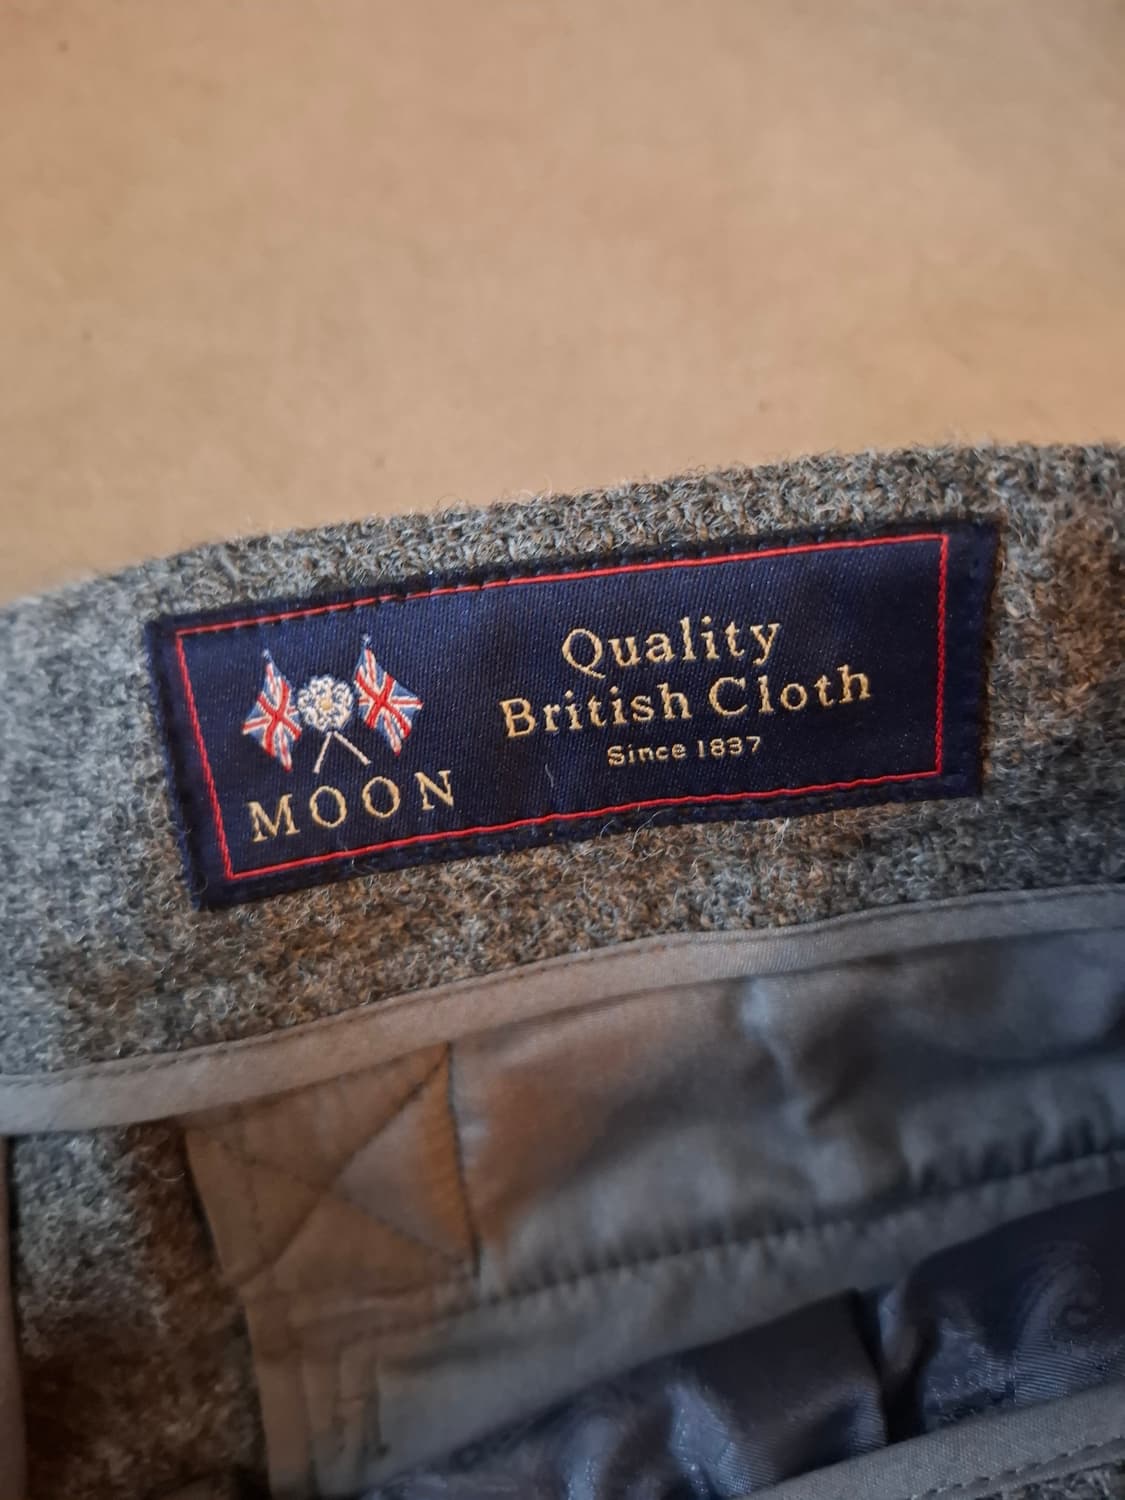 MOON
Quality
British Cloth
Since 1837